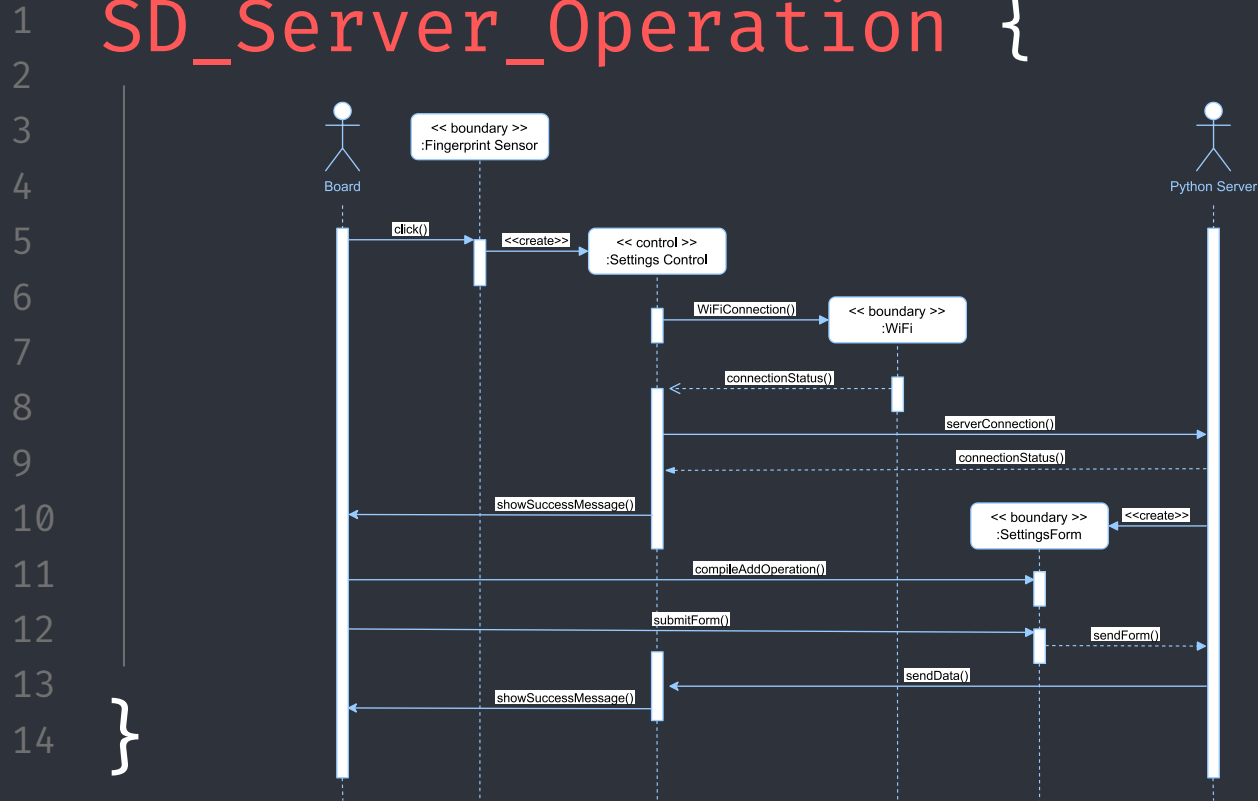 1 SD_Server_Operation {
2
3
4
5
6
7
8
9
10
11
12
13
14 }
<< boundary >>
:Fingerprint Sensor
Board
Python Server
click()
<<create>>
<< control >>
:Settings Control
WiFiConnection()
<< boundary >>
:WiFi
connectionStatus()
serverConnection()
connectionStatus()
showSuccessMessage()
<< boundary >>
:SettingsForm
<<create>>
compileAddOperation()
submitForm()
sendForm()
sendData()
showSuccessMessage()